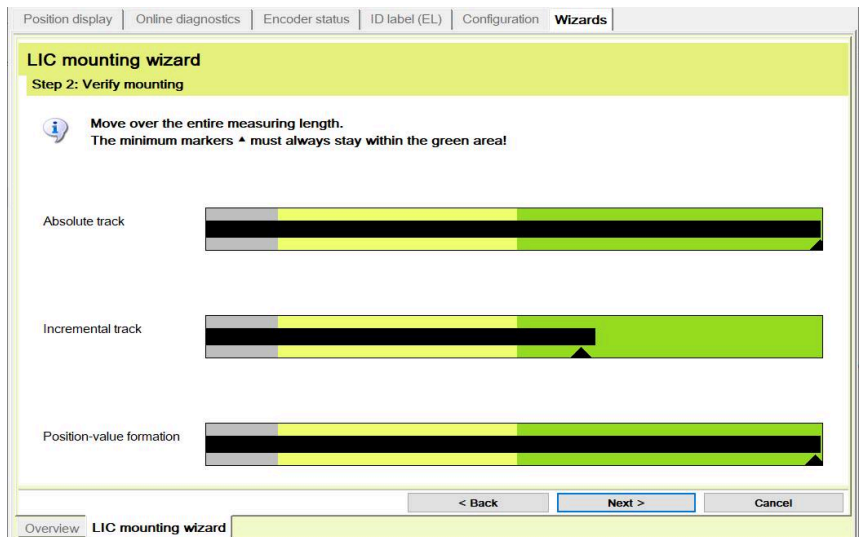 Position display Online diagnostics Encoder status ID label (EL) Configuration Wizards
LIC mounting wizard
Step 2: Verify mounting
Move over the entire measuring length.
The minimum markers ▲ must always stay within the green area!
Absolute track
Incremental track
Position-value formation
< Back Next > Cancel
Overview LIC mounting wizard